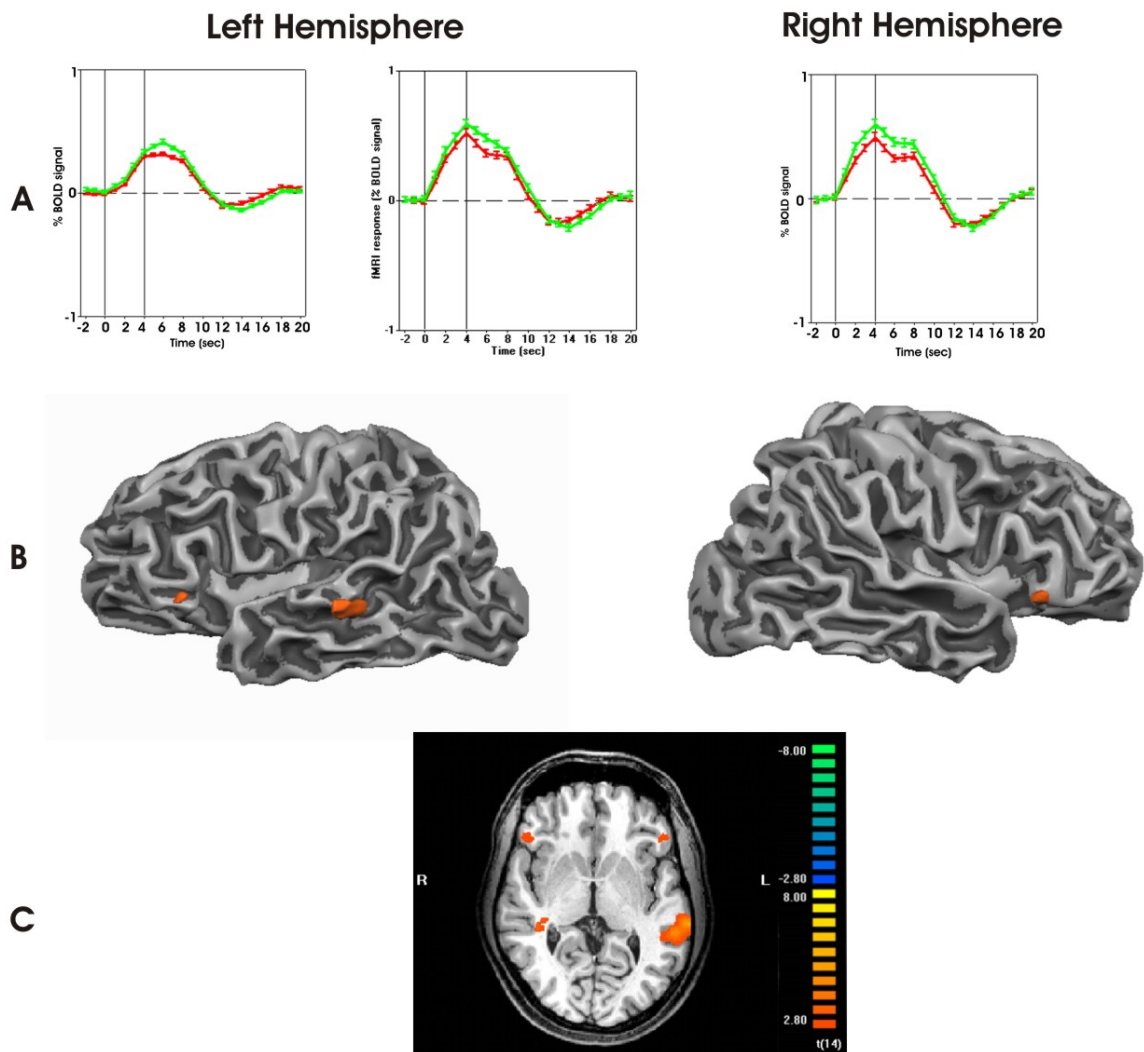 Left Hemisphere
Right Hemisphere
A
% BOLD signal
1
0
-1
-2 0 2 4 6 8 10 12 14 16 18 20
Time (sec)
fMRI response (% BOLD signal)
1
0
-1
-2 0 2 4 6 8 10 12 14 16 18 20
Time (sec)
% BOLD signal
1
0
-1
-2 0 2 4 6 8 10 12 14 16 18 20
Time (sec)
B
C
R
L
-8.00
-2.80
8.00
2.80
t(14)